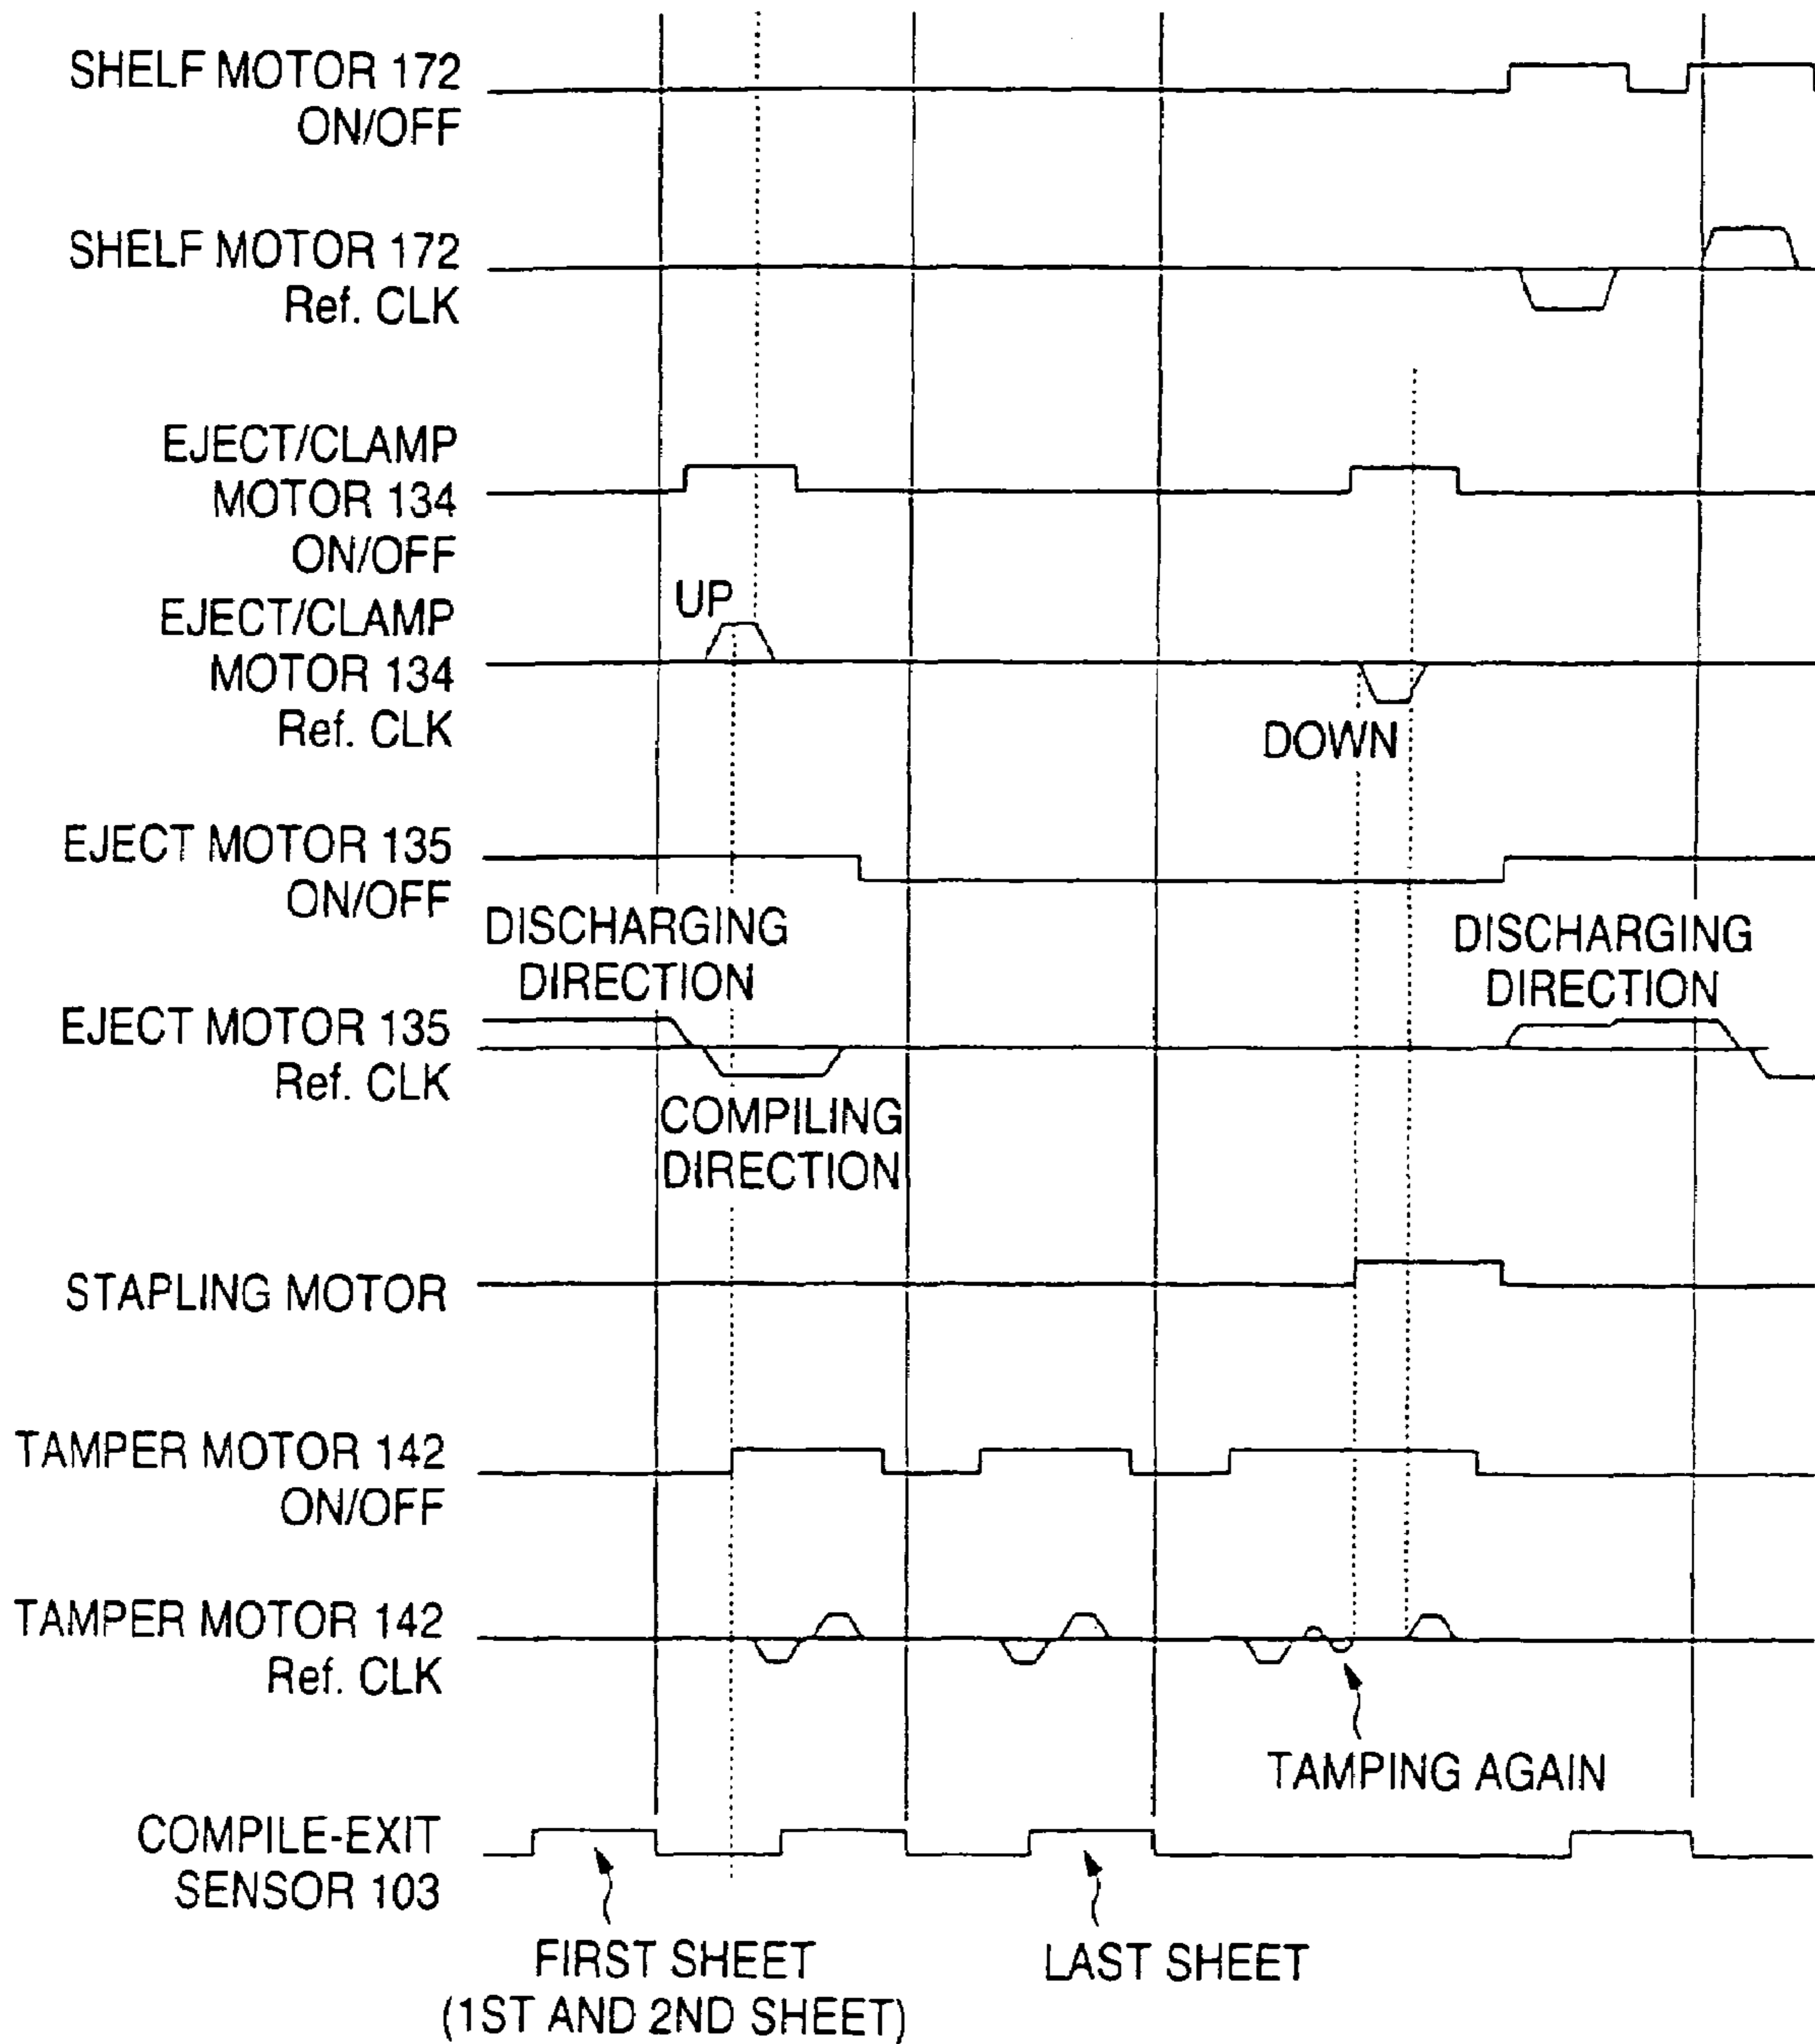 SHELF MOTOR 172
ON/OFF
SHELF MOTOR 172
Ref. CLK
EJECT/CLAMP
MOTOR 134
ON/OFF
UP
EJECT/CLAMP
MOTOR 134
Ref. CLK
DOWN
EJECT MOTOR 135
ON/OFF
DISCHARGING
DIRECTION
DISCHARGING
DIRECTION
EJECT MOTOR 135
Ref. CLK
COMPILING
DIRECTION
STAPLING MOTOR
TAMPER MOTOR 142
ON/OFF
TAMPER MOTOR 142
Ref. CLK
TAMPING AGAIN
COMPILE-EXIT
SENSOR 103
FIRST SHEET
(1ST AND 2ND SHEET)
LAST SHEET